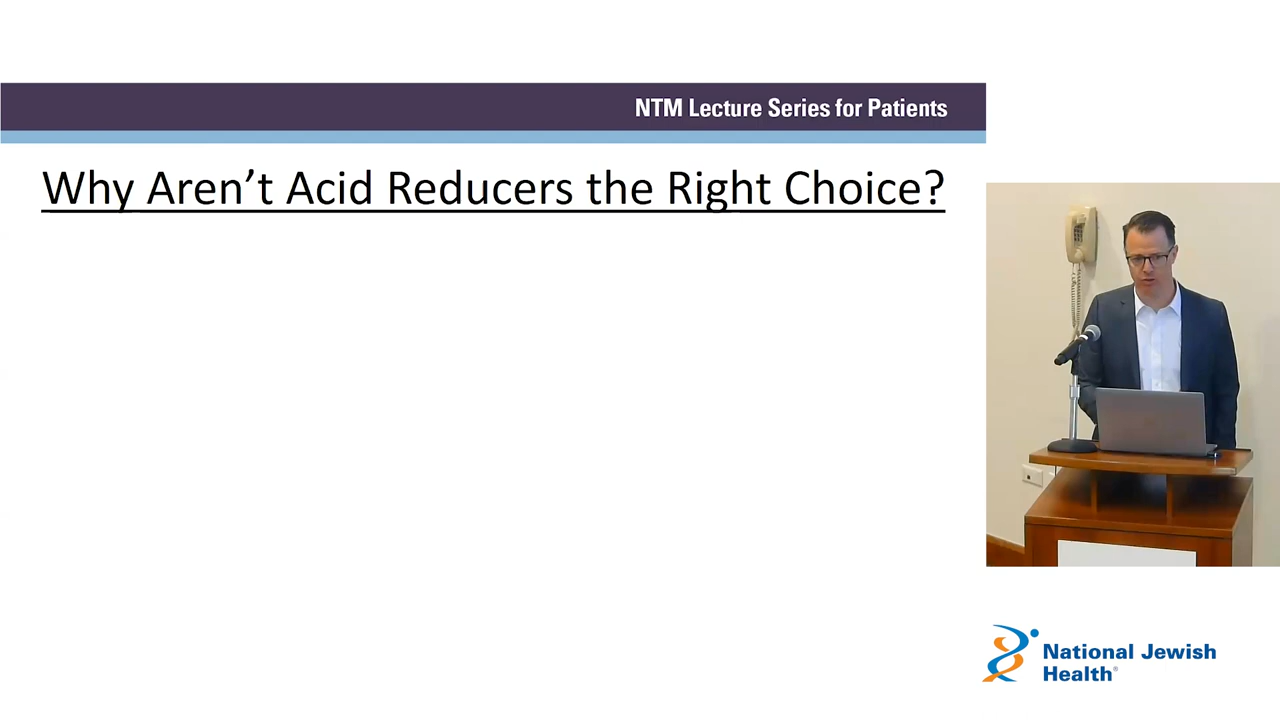 NTM Lecture Series for Patients
Why Aren’t Acid Reducers the Right Choice?
National Jewish
Health®